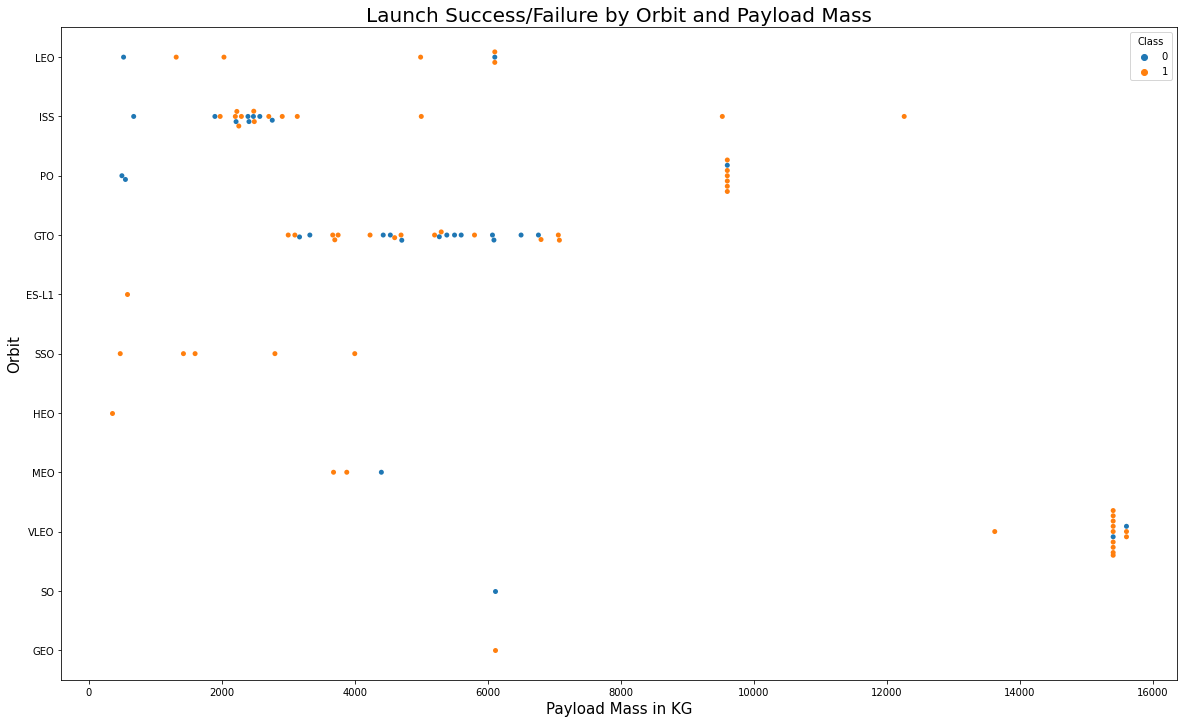 Launch Success/Failure by Orbit and Payload Mass
Class
0
1
LEO
ISS
PO
GTO
ES-L1
SSO
HEO
MEO
VLEO
SO
GEO
Orbit
0 2000 4000 6000 8000 10000 12000 14000 16000
Payload Mass in KG